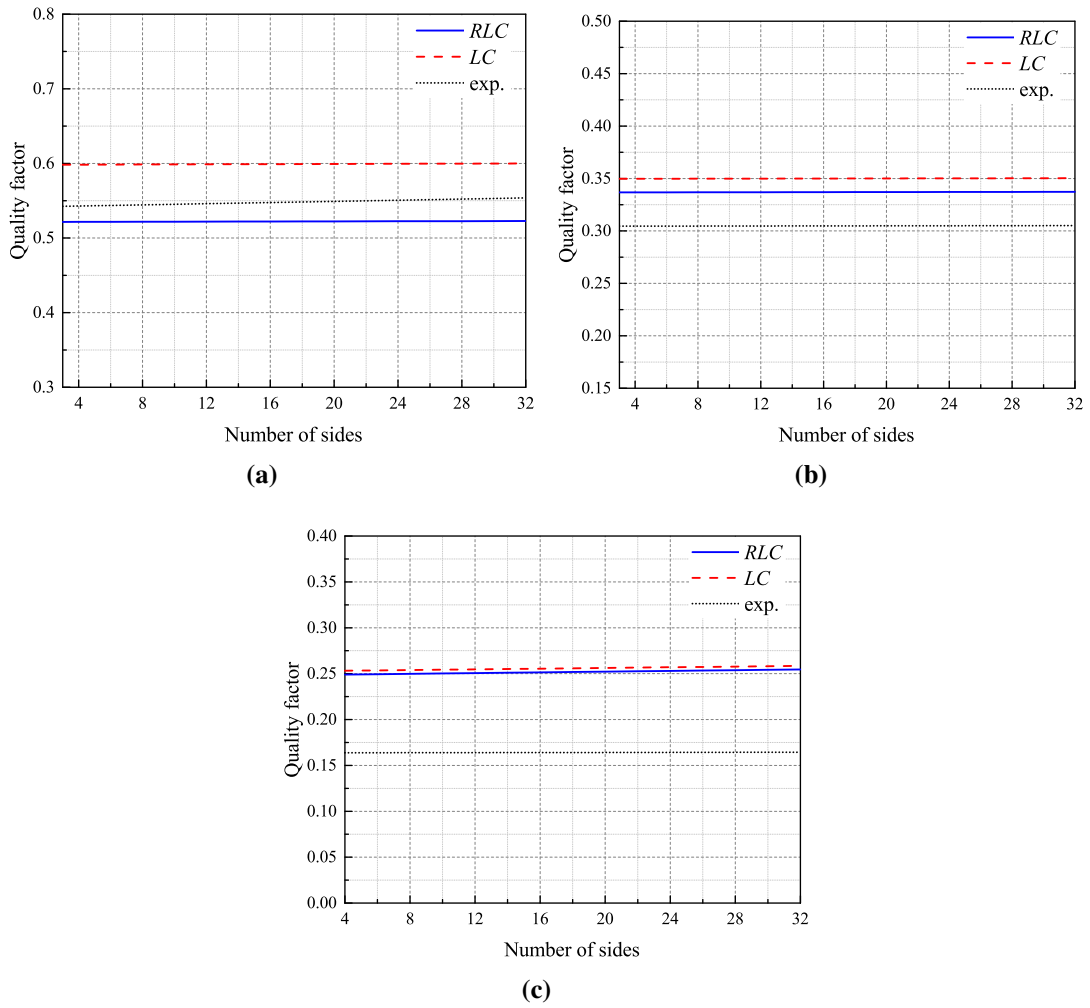 0.8
0.7
0.6
0.5
0.4
0.3
Quality factor
RLC
LC
exp.
4 8 12 16 20 24 28 32
Number of sides
(a)
0.50
0.45
0.40
0.35
0.30
0.25
0.20
0.15
Quality factor
RLC
LC
exp.
4 8 12 16 20 24 28 32
Number of sides
(b)
0.40
0.35
0.30
0.25
0.20
0.15
0.10
0.05
0.00
Quality factor
RLC
LC
exp.
4 8 12 16 20 24 28 32
Number of sides
(c)